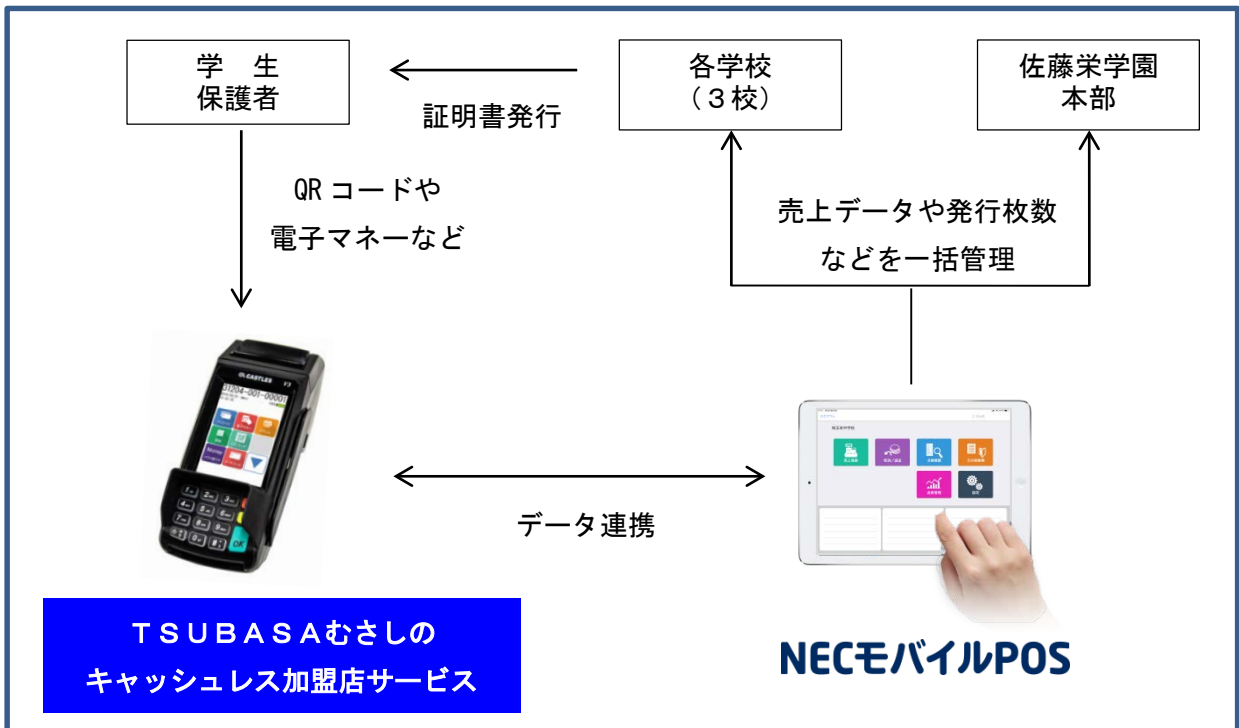 学　生
保護者
各学校
（３校）
佐藤栄学園
本部
証明書発行
QRコードや
電子マネーなど
売上データや発行枚数
などを一括管理
CASTLES
V3
データ連携
ＴＳＵＢＡＳＡむさしの
キャッシュレス加盟店サービス
NECモバイルPOS